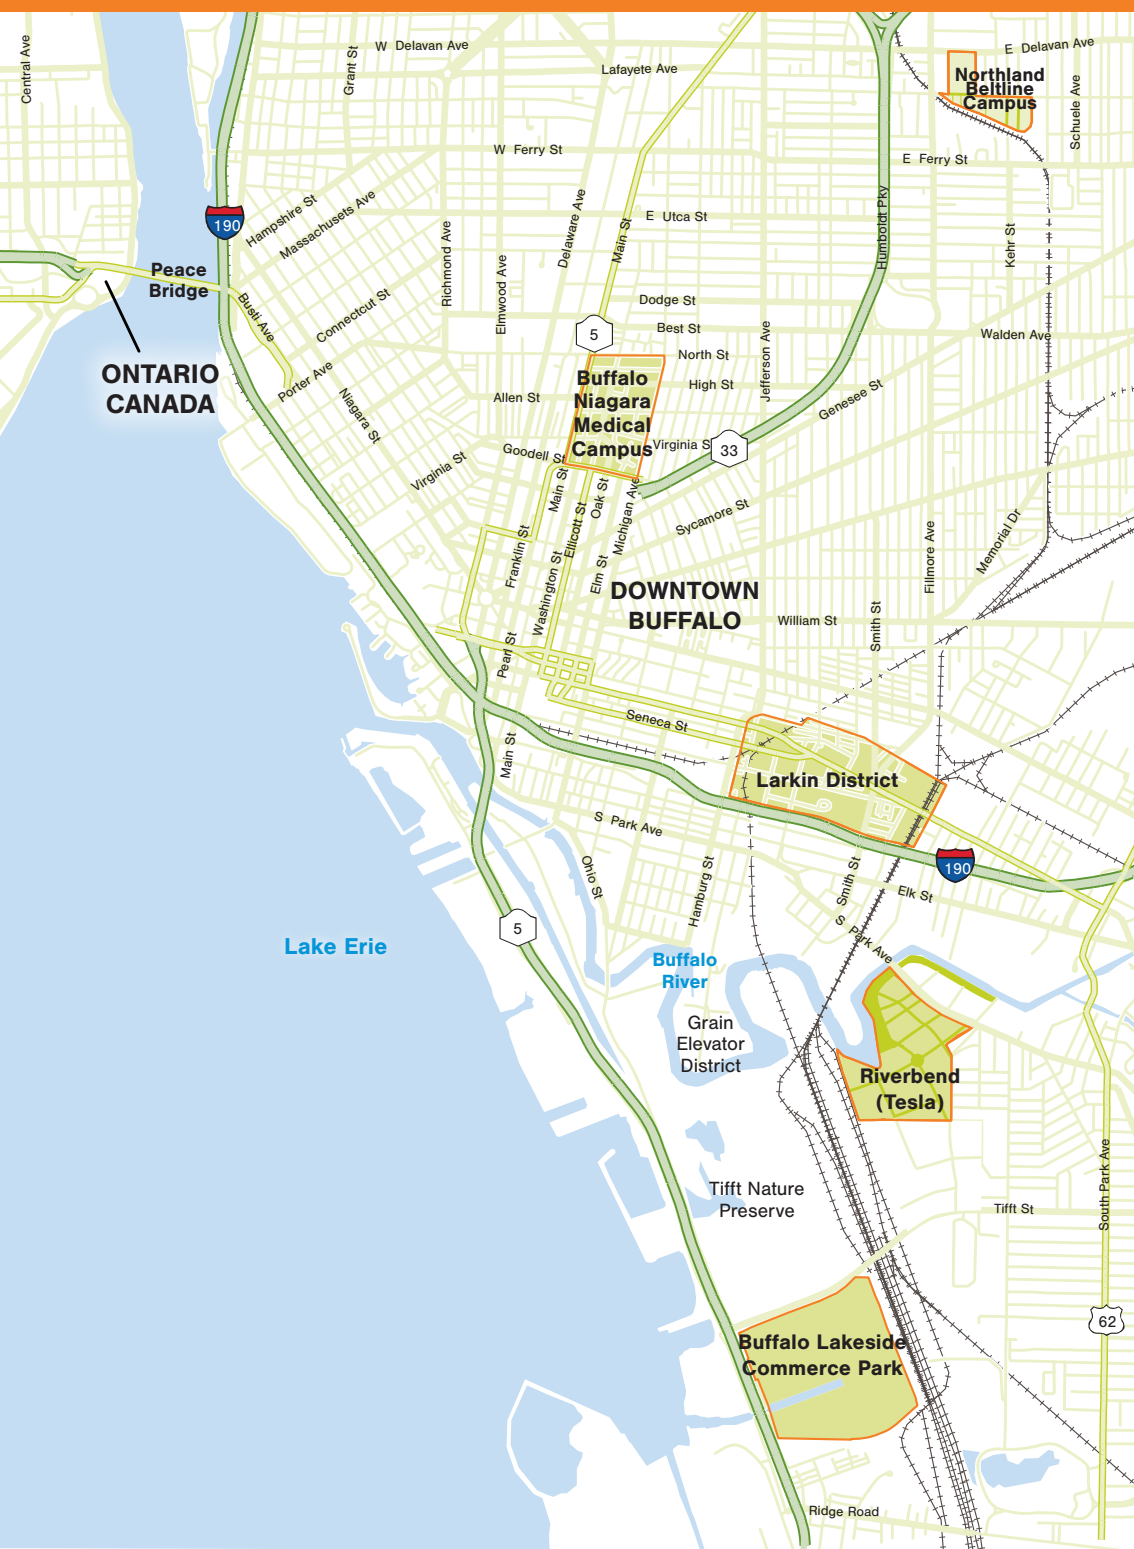 Central Ave
Grant St
W Delavan Ave
Lafayete Ave
E Delavan Ave
Northland
Beltline
Campus
Schuele Ave
W Ferry St
E Ferry St
Hampshire St
Massachusets Ave
190
Richmond Ave
Delaware Ave
Main St
E Utca St
Humboldt Pky
Kehr St
Peace
Bridge
Busti Ave
Connectcut St
Elmwood Ave
Dodge St
Best St
5
North St
Jefferson Ave
Walden Ave
ONTARIO
CANADA
Porter Ave
Niagara St
Allen St
Buffalo
Niagara
Medical
Campus
High St
Genesee St
Virginia S
33
Goodell St
Virginia St
Main St
Oak St
Ellicott St
Michigan Ave
Sycamore St
Franklin St
Washington St
Elm St
Fillmore Ave
Memorial Dr
DOWNTOWN
BUFFALO
William St
Smith St
Pearl St
Seneca St
Main St
Larkin District
S Park Ave
190
Ohio St
Hamburg St
Smith St
Elk St
5
S Park Ave
Lake Erie
Buffalo
River
Grain
Elevator
District
Riverbend
(Tesla)
Tifft Nature
Preserve
South Park Ave
Tifft St
62
Buffalo Lakeside
Commerce Park
Ridge Road